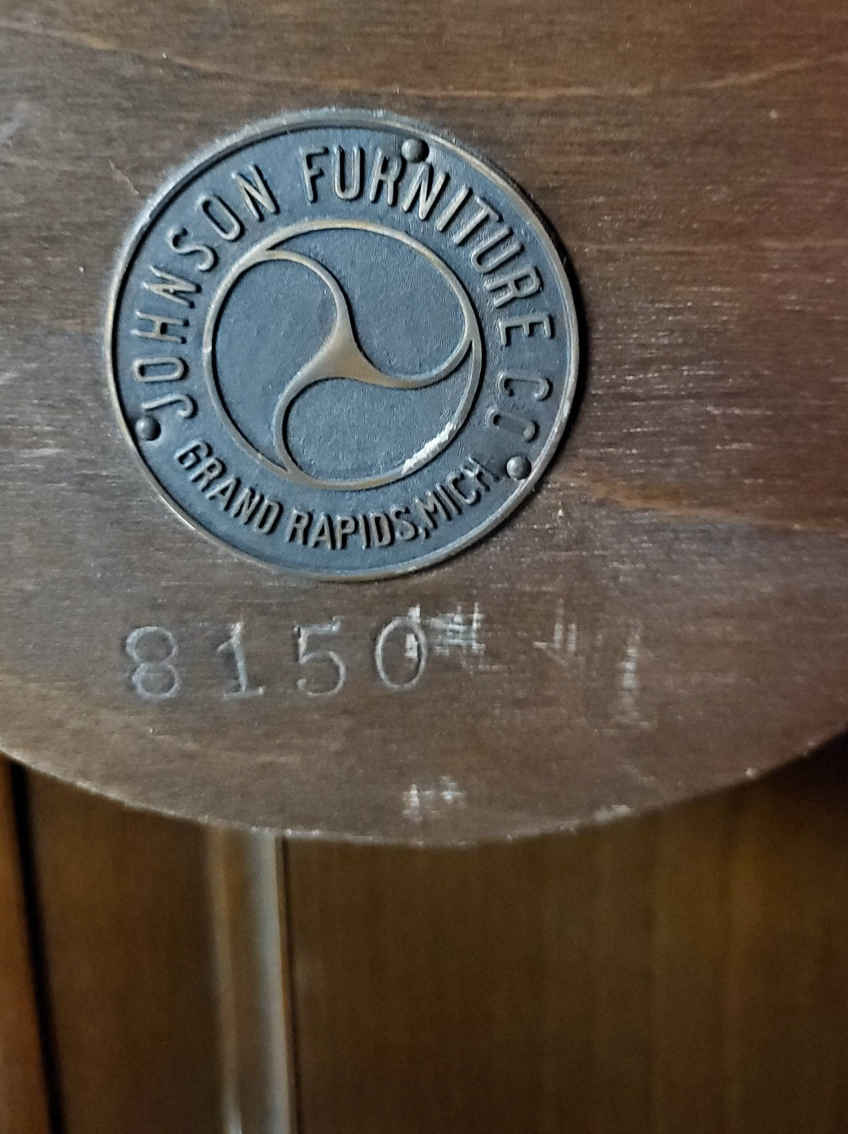 JOHNSON FURNITURE CO.
GRAND RAPIDS, MICH.
8150